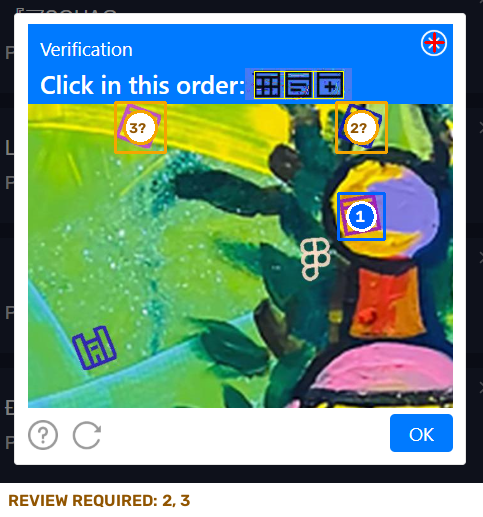 Verification
Click in this order:
3?
2?
1
?
OK
REVIEW REQUIRED: 2, 3